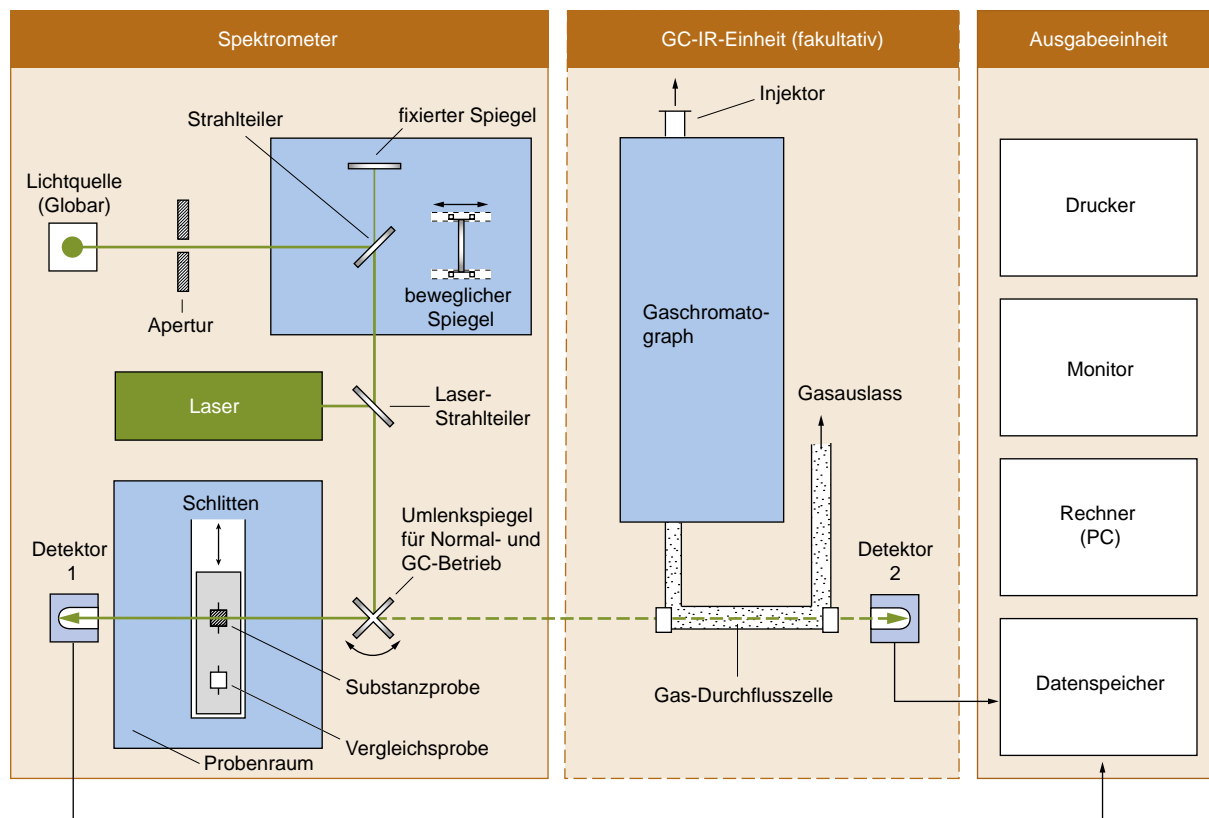 Spektrometer
GC-IR-Einheit (fakultativ)
Ausgabeeinheit
fixierter Spiegel
Strahlteiler
Lichtquelle
(Globar)
Apertur
beweglicher
Spiegel
Laser
Laser-
Strahlteiler
Schlitten
Umlenkspiegel
für Normal- und
GC-Betrieb
Detektor
1
Substanzprobe
Vergleichsprobe
Probenraum
Injektor
Gaschromato-
graph
Gasauslass
Detektor
2
Gas-Durchflusszelle
Drucker
Monitor
Rechner
(PC)
Datenspeicher